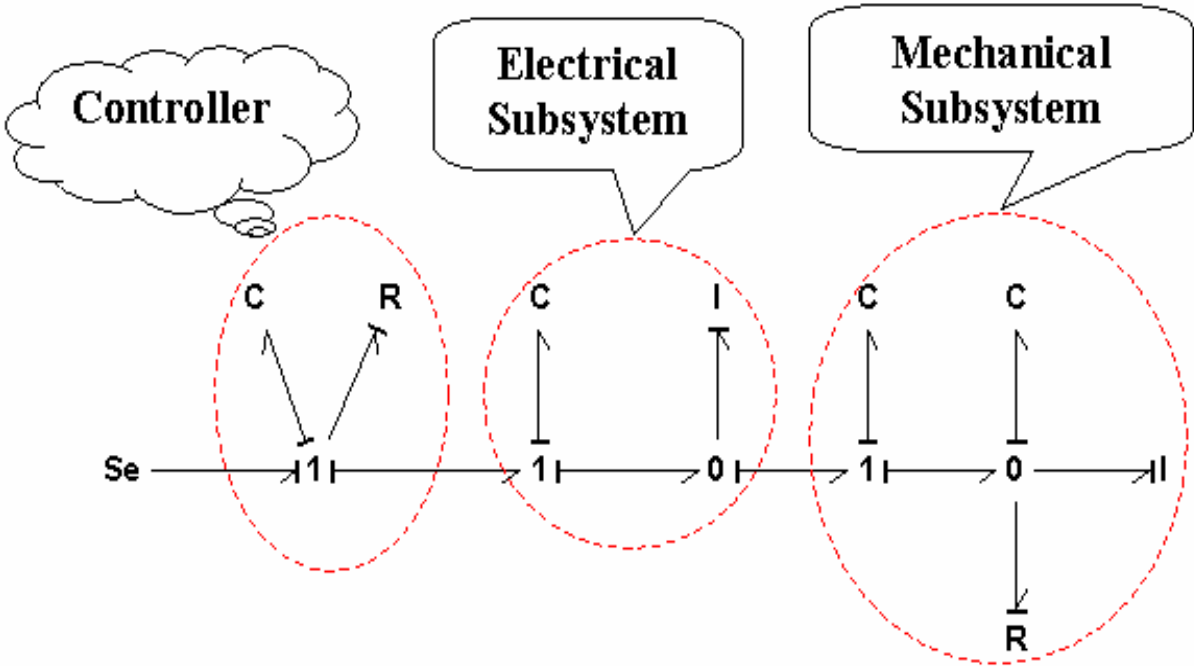 Controller
Electrical
Subsystem
Mechanical
Subsystem
C R C I C C
Se 1 1 0 1 0 I
R